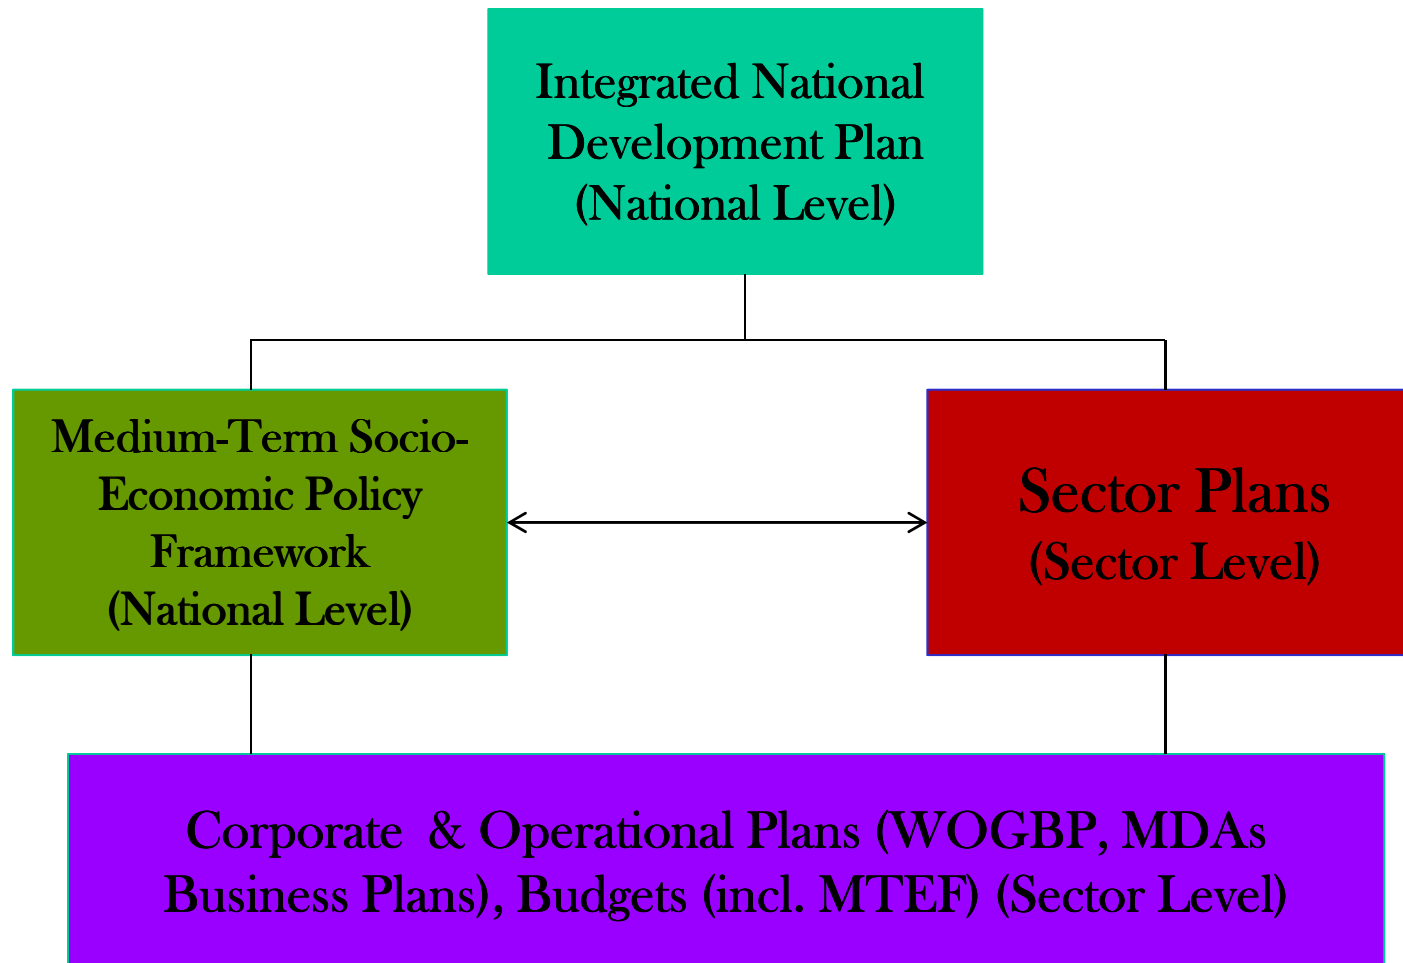 Integrated National
Development Plan
(National Level)
Medium-Term Socio-
Economic Policy
Framework
(National Level)
Sector Plans
(Sector Level)
Corporate & Operational Plans (WOGBP, MDAs
Business Plans), Budgets (incl. MTEF) (Sector Level)